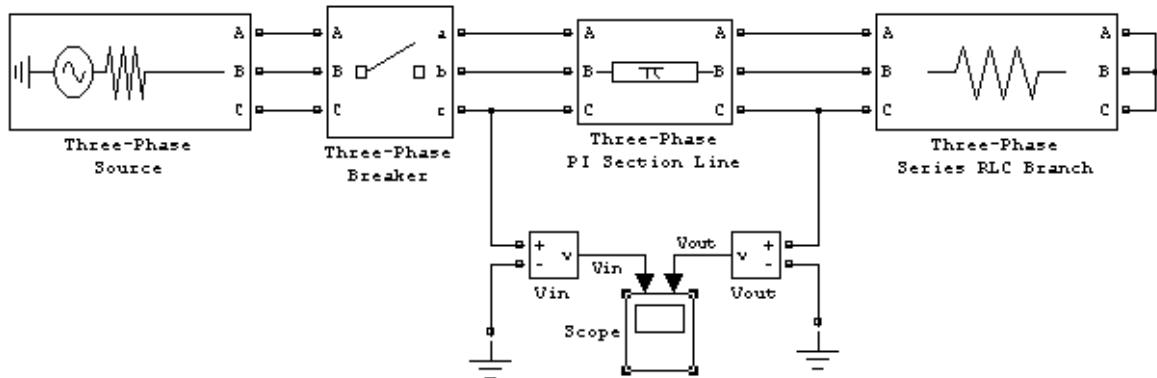 A A A a A A A
B B B b B B B
C C C c C C C
Three-Phase
Source
Three-Phase
Breaker
Three-Phase
PI Section Line
Three-Phase
Series RLC Branch
+
-
v
Vin
Vin
Vout
v
+
-
Vout
Scope